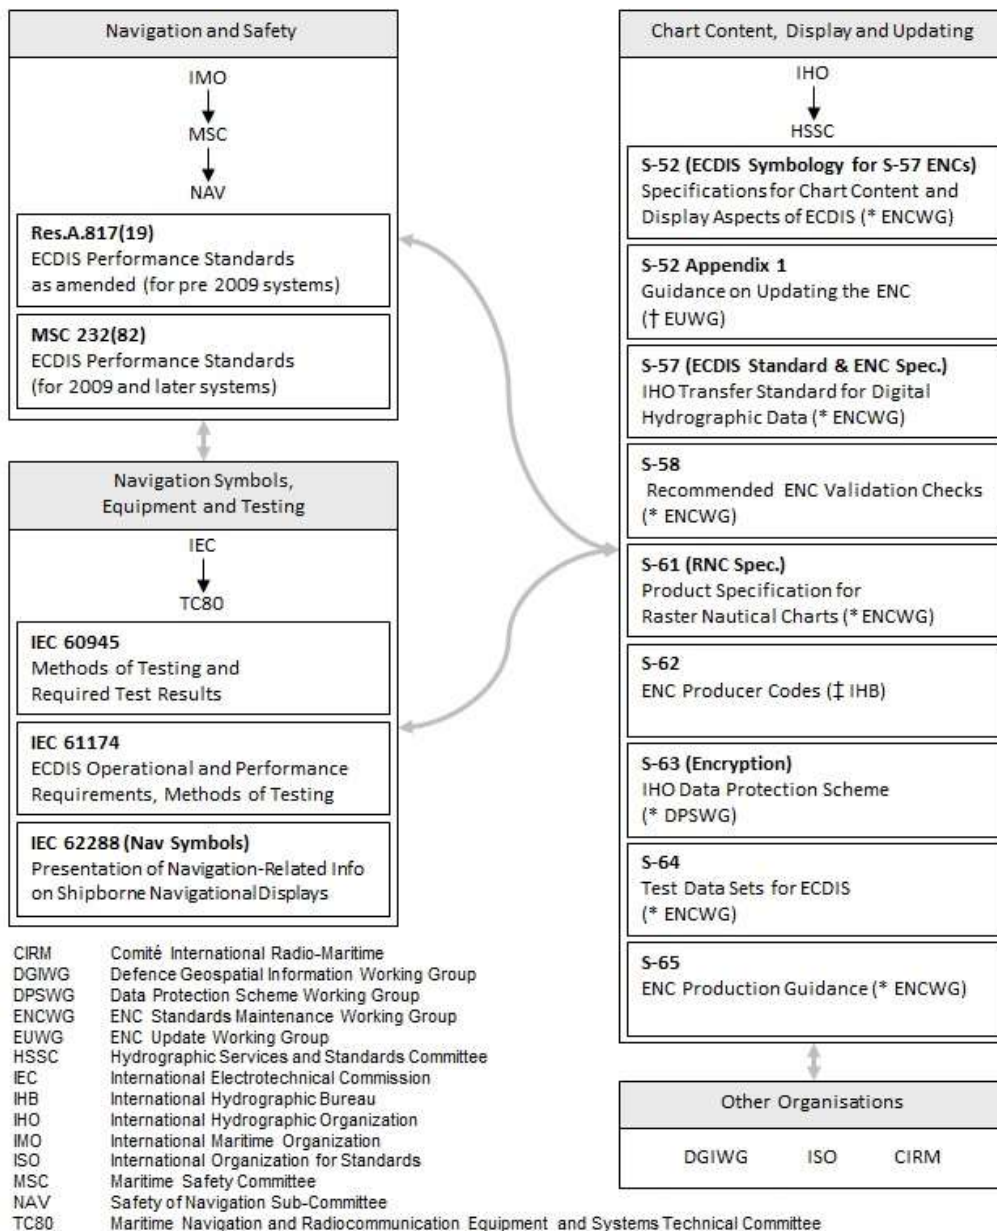 Navigation and Safety
IMO
MSC
NAV
Res.A.817(19)
ECDIS Performance Standards
as amended (for pre 2009 systems)
MSC 232(82)
ECDIS Performance Standards
(for 2009 and later systems)
Navigation Symbols,
Equipment and Testing
IEC
TC80
IEC 60945
Methods of Testing and
Required Test Results
IEC 61174
ECDIS Operational and Performance
Requirements, Methods of Testing
IEC 62288 (Nav Symbols)
Presentation of Navigation-Related Info
on Shipborne Navigational Displays
Chart Content, Display and Updating
IHO
HSSC
S-52 (ECDIS Symbology for S-57 ENCs)
Specifications for Chart Content and
Display Aspects of ECDIS (* ENCWG)
S-52 Appendix 1
Guidance on Updating the ENC
(† EUWG)
S-57 (ECDIS Standard & ENC Spec.)
IHO Transfer Standard for Digital
Hydrographic Data (* ENCWG)
S-58
Recommended ENC Validation Checks
(* ENCWG)
S-61 (RNC Spec.)
Product Specification for
Raster Nautical Charts (* ENCWG)
S-62
ENC Producer Codes (‡ IHB)
S-63 (Encryption)
IHO Data Protection Scheme
(* DPSWG)
S-64
Test Data Sets for ECDIS
(* ENCWG)
S-65
ENC Production Guidance (* ENCWG)
Other Organisations
DGIWG ISO CIRM
CIRM Comité International Radio-Maritime
DGIWG Defence Geospatial Information Working Group
DPSWG Data Protection Scheme Working Group
ENCWG ENC Standards Maintenance Working Group
EUWG ENC Update Working Group
HSSC Hydrographic Services and Standards Committee
IEC International Electrotechnical Commission
IHB International Hydrographic Bureau
IHO International Hydrographic Organization
IMO International Maritime Organization
ISO International Organization for Standards
MSC Maritime Safety Committee
NAV Safety of Navigation Sub-Committee
TC80 Maritime Navigation and Radiocommunication Equipment and Systems Technical Committee